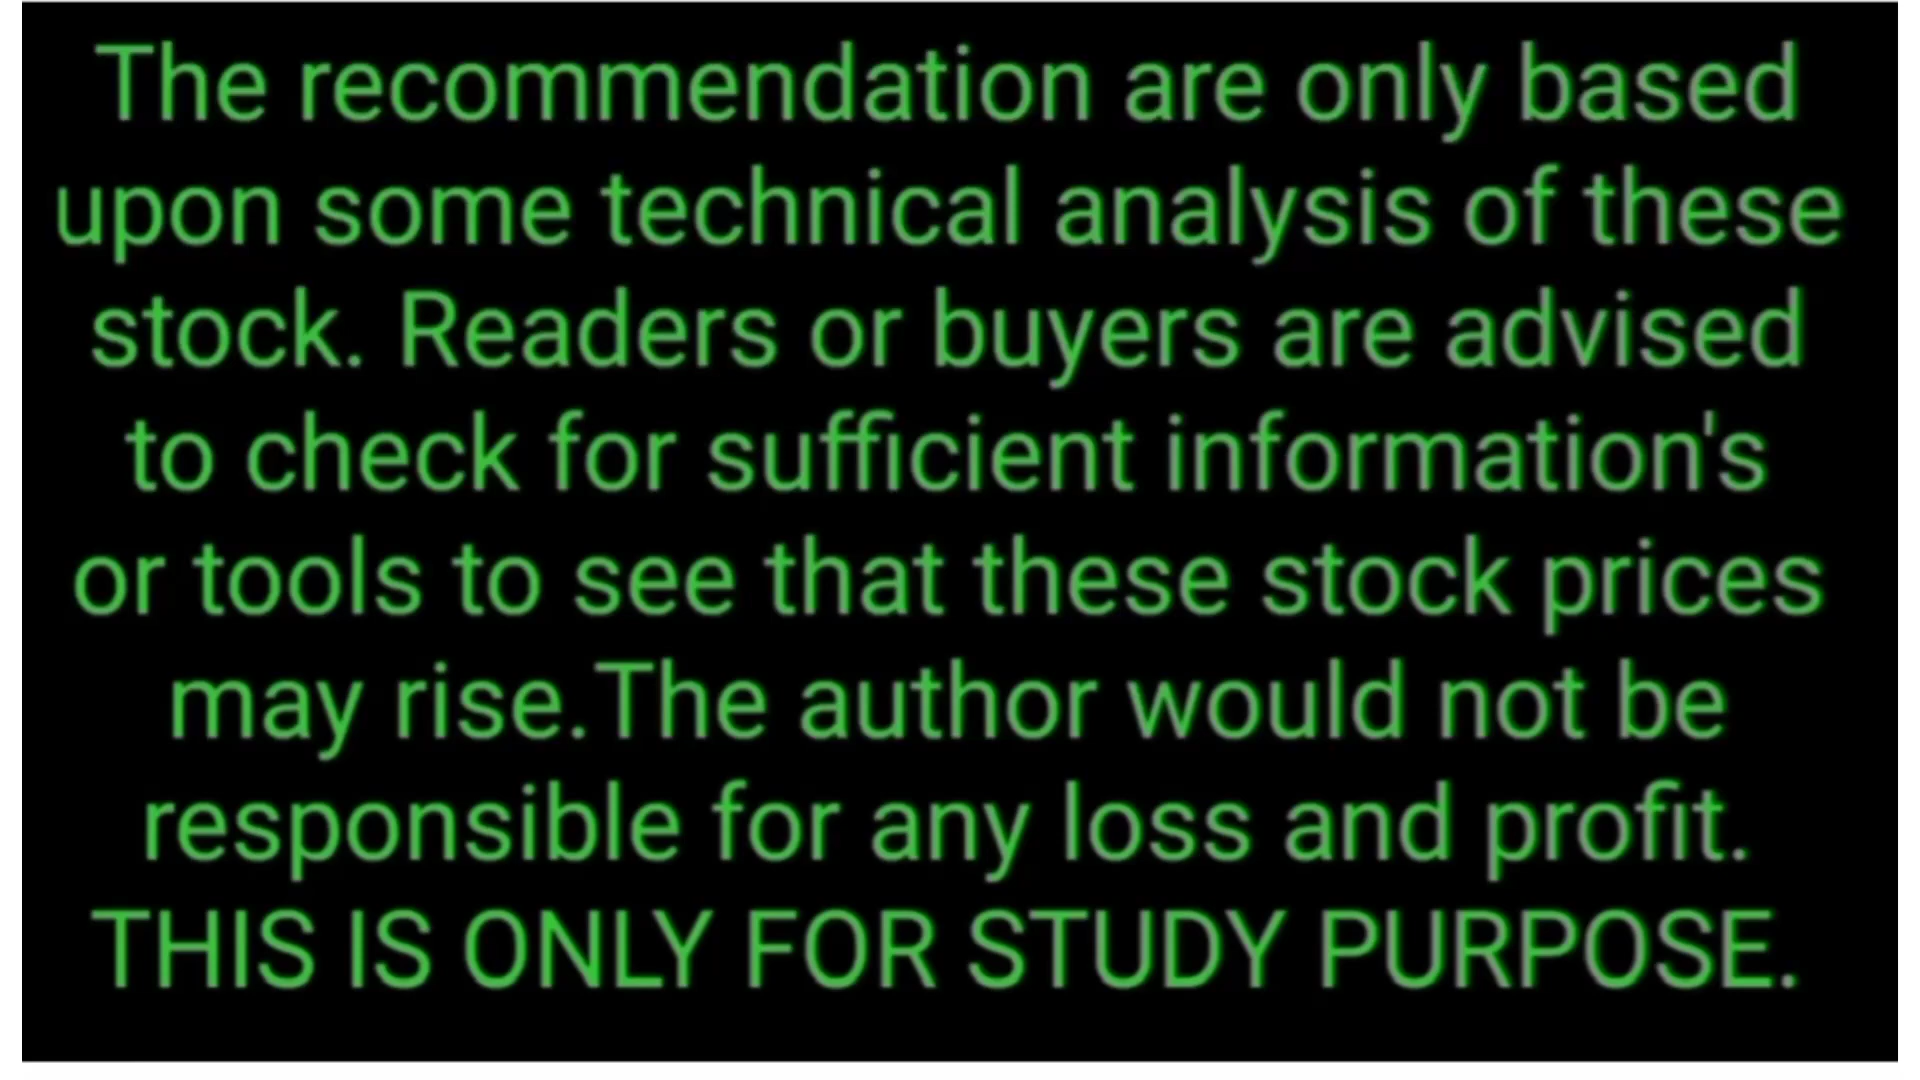 The recommendation are only based
upon some technical analysis of these
stock. Readers or buyers are advised
to check for sufficient information's
or tools to see that these stock prices
may rise.The author would not be
responsible for any loss and profit.
THIS IS ONLY FOR STUDY PURPOSE.